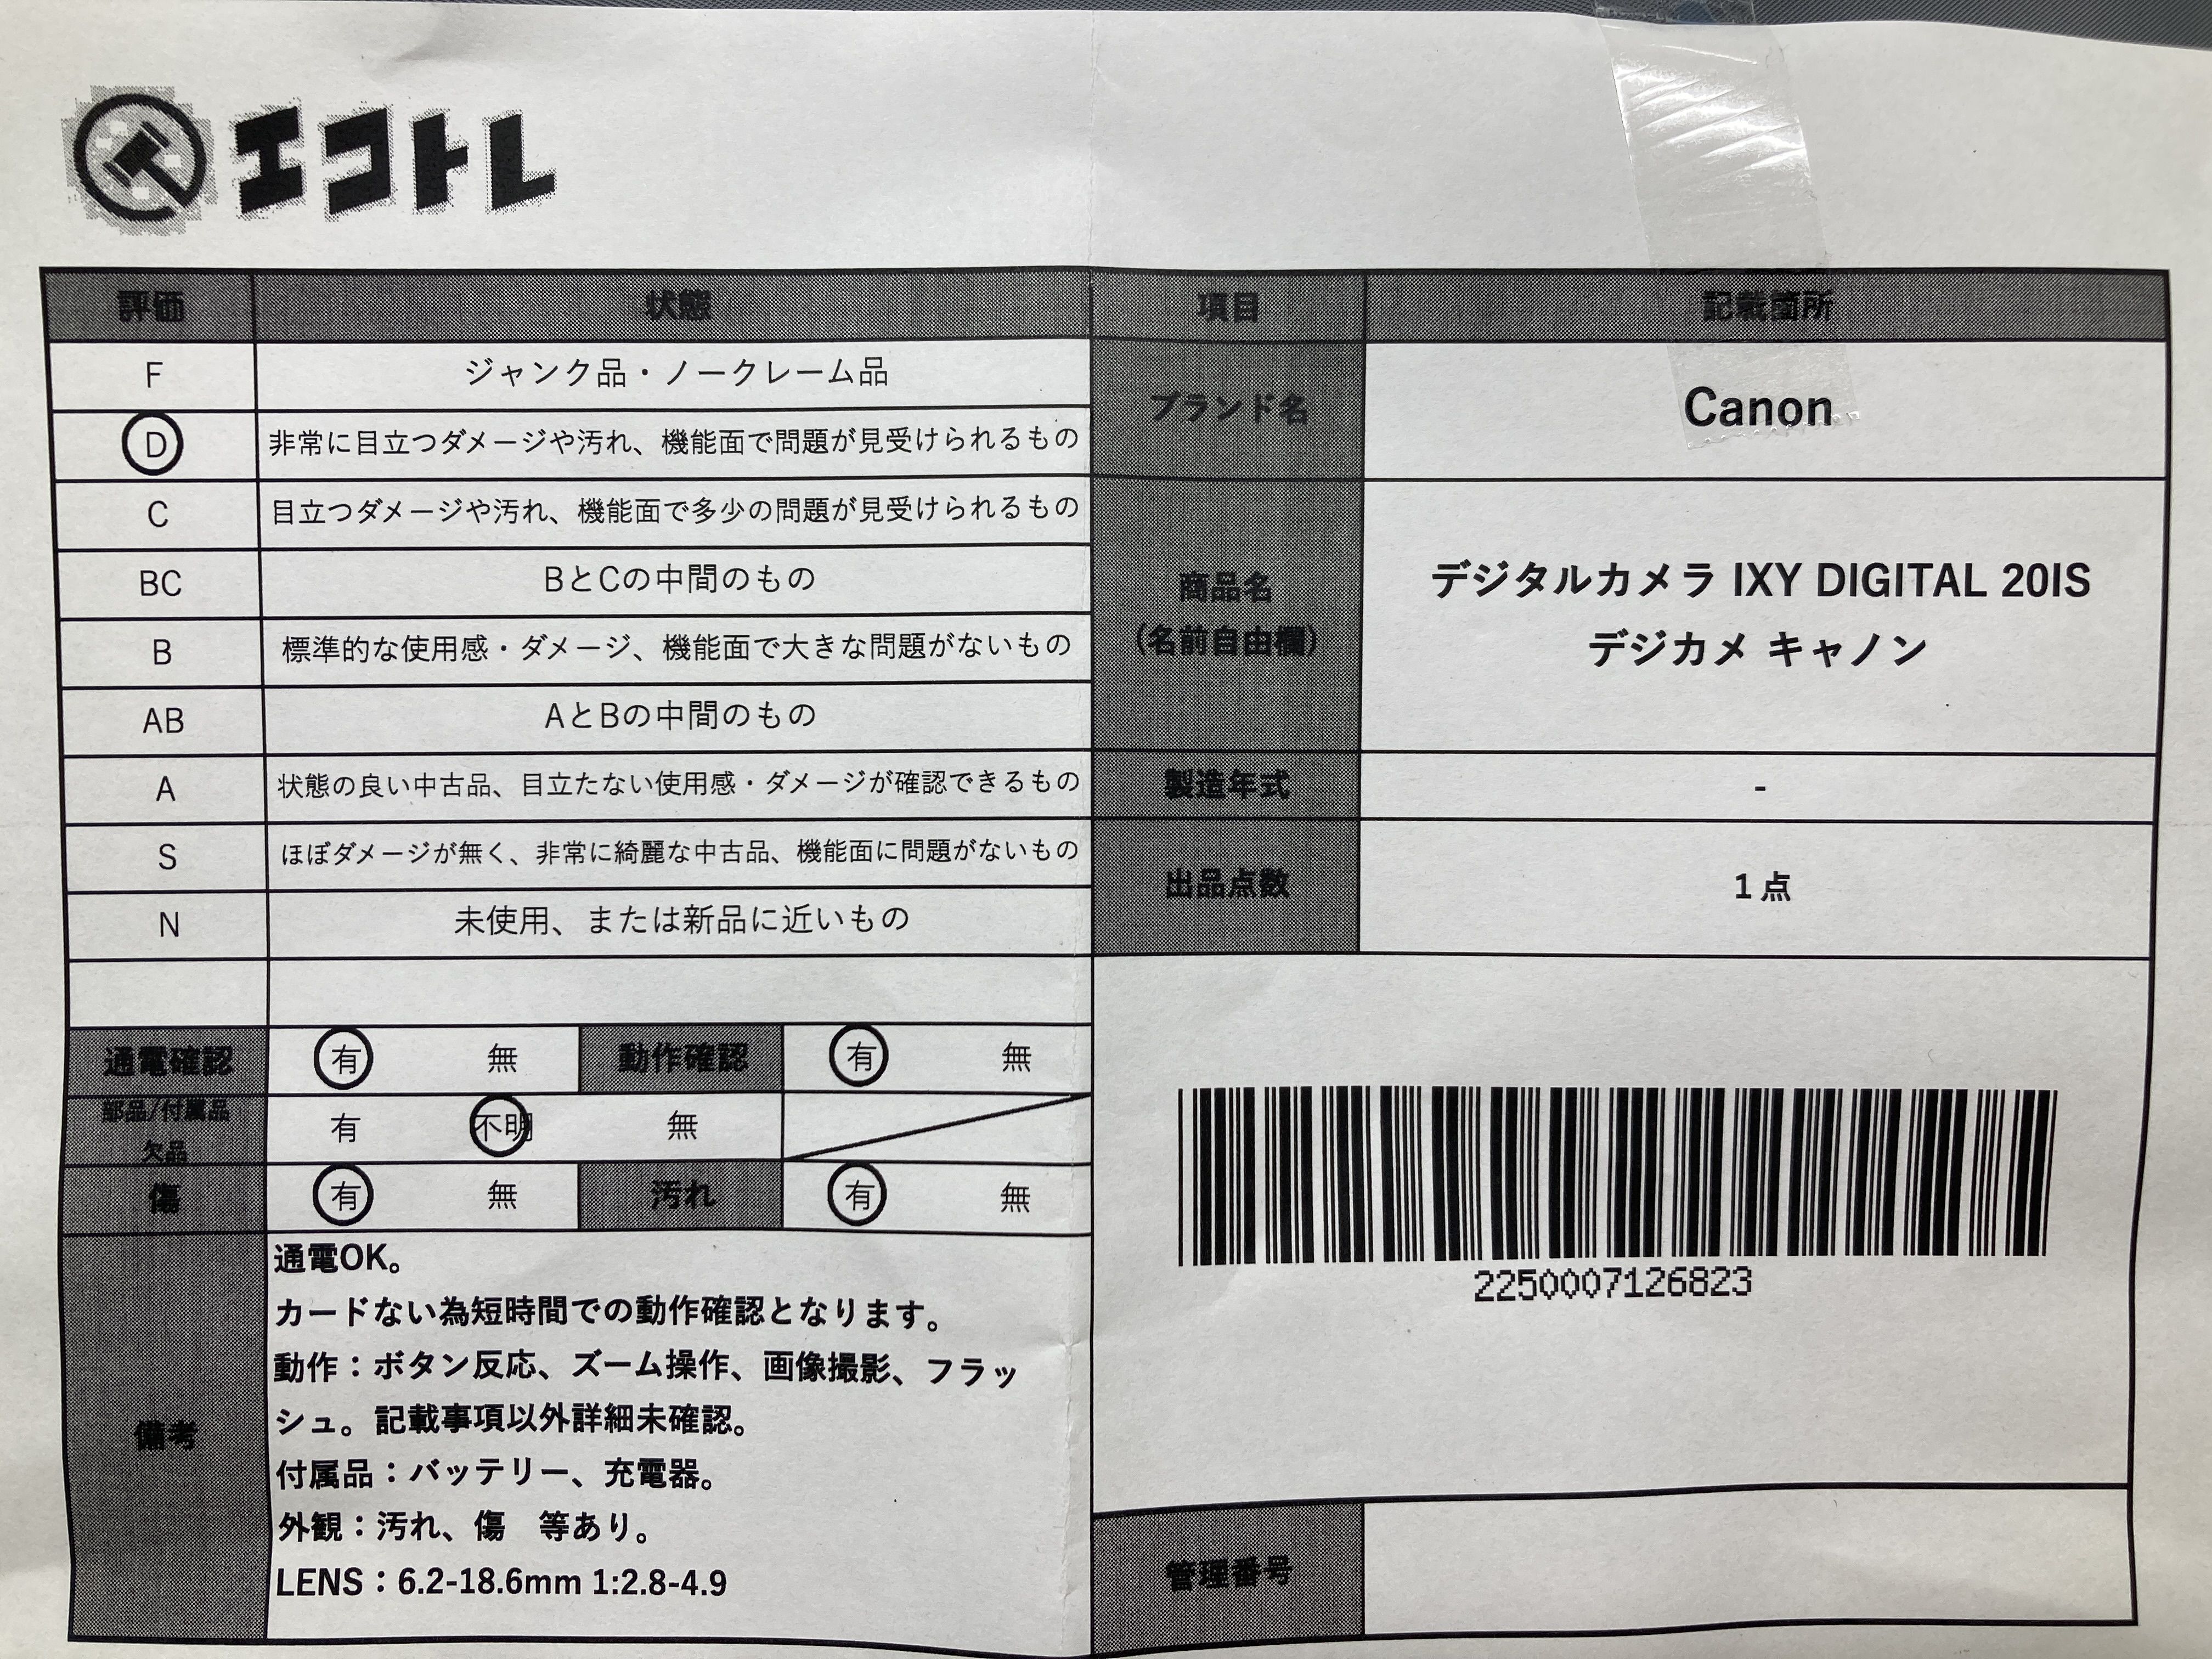 エコトレ
評価 状態
F ジャンク品・ノークレーム品
D 非常に目立つダメージや汚れ、機能面で問題が見受けられるもの
C 目立つダメージや汚れ、機能面で多少の問題が見受けられるもの
BC BとCの中間のもの
B 標準的な使用感・ダメージ、機能面で大きな問題がないもの
AB AとBの中間のもの
A 状態の良い中古品、目立たない使用感・ダメージが確認できるもの
S ほぼダメージが無く、非常に綺麗な中古品、機能面に問題がないもの
N 未使用、または新品に近いもの
通電確認 有 無 動作確認 有 無
部品/付属品
欠品 有 不明 無
傷 有 無 汚れ 有 無
備考
通電OK。
カードない為短時間での動作確認となります。
動作：ボタン反応、ズーム操作、画像撮影、フラッ
シュ。記載事項以外詳細未確認。
付属品：バッテリー、充電器。
外観：汚れ、傷　等あり。
LENS：6.2-18.6mm 1:2.8-4.9
項目 記載箇所
ブランド名 Canon
商品名
(名前自由欄)
デジタルカメラ IXY DIGITAL 20IS
デジカメ キャノン
製造年式 -
出品点数 1 点
2250007126823
管理番号